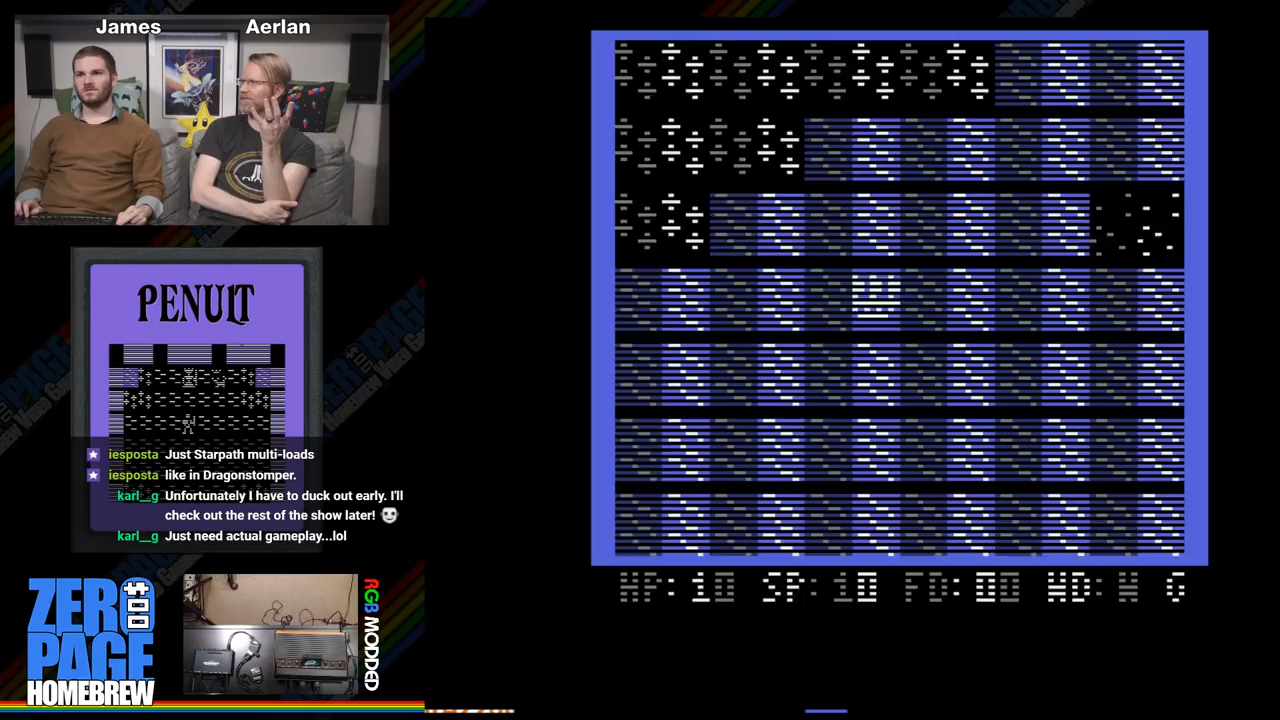 James
Aerlan
PENULT
iesposta Just Starpath multi-loads
iesposta like in Dragonstomper.
karl__g Unfortunately I have to duck out early. I'll
check out the rest of the show later!
karl__g Just need actual gameplay...lol
ZERO
PAGE
HOMEBREW
RGB MODDED
HP: 10 SP: 10 FD: 00 WD: N G